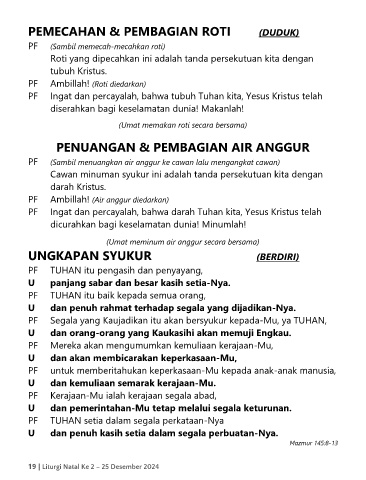 PEMECAHAN & PEMBAGIAN ROTI (DUDUK)
PF (Sambil memecah-mecahkan roti)
Roti yang dipecahkan ini adalah tanda persekutuan kita dengan
tubuh Kristus.
PF Ambillah! (Roti diedarkan)
PF Ingat dan percayalah, bahwa tubuh Tuhan kita, Yesus Kristus telah
diserahkan bagi keselamatan dunia! Makanlah!
(Umat memakan roti secara bersama)
PENUANGAN & PEMBAGIAN AIR ANGGUR
PF (Sambil menuangkan air anggur ke cawan lalu mengangkat cawan)
Cawan minuman syukur ini adalah tanda persekutuan kita dengan
darah Kristus.
PF Ambillah! (Air anggur diedarkan)
PF Ingat dan percayalah, bahwa darah Tuhan kita, Yesus Kristus telah
dicurahkan bagi keselamatan dunia! Minumlah!
(Umat meminum air anggur secara bersama)
UNGKAPAN SYUKUR (BERDIRI)
PF TUHAN itu pengasih dan penyayang,
U panjang sabar dan besar kasih setia-Nya.
PF TUHAN itu baik kepada semua orang,
U dan penuh rahmat terhadap segala yang dijadikan-Nya.
PF Segala yang Kaujadikan itu akan bersyukur kepada-Mu, ya TUHAN,
U dan orang-orang yang Kaukasihi akan memuji Engkau.
PF Mereka akan mengumumkan kemuliaan kerajaan-Mu,
U dan akan membicarakan keperkasaan-Mu,
PF untuk memberitahukan keperkasaan-Mu kepada anak-anak manusia,
U dan kemuliaan semarak kerajaan-Mu.
PF Kerajaan-Mu ialah kerajaan segala abad,
U dan pemerintahan-Mu tetap melalui segala keturunan.
PF TUHAN setia dalam segala perkataan-Nya
U dan penuh kasih setia dalam segala perbuatan-Nya.
Mazmur 145:8-13
19 | Liturgi Natal Ke 2 – 25 Desember 2024